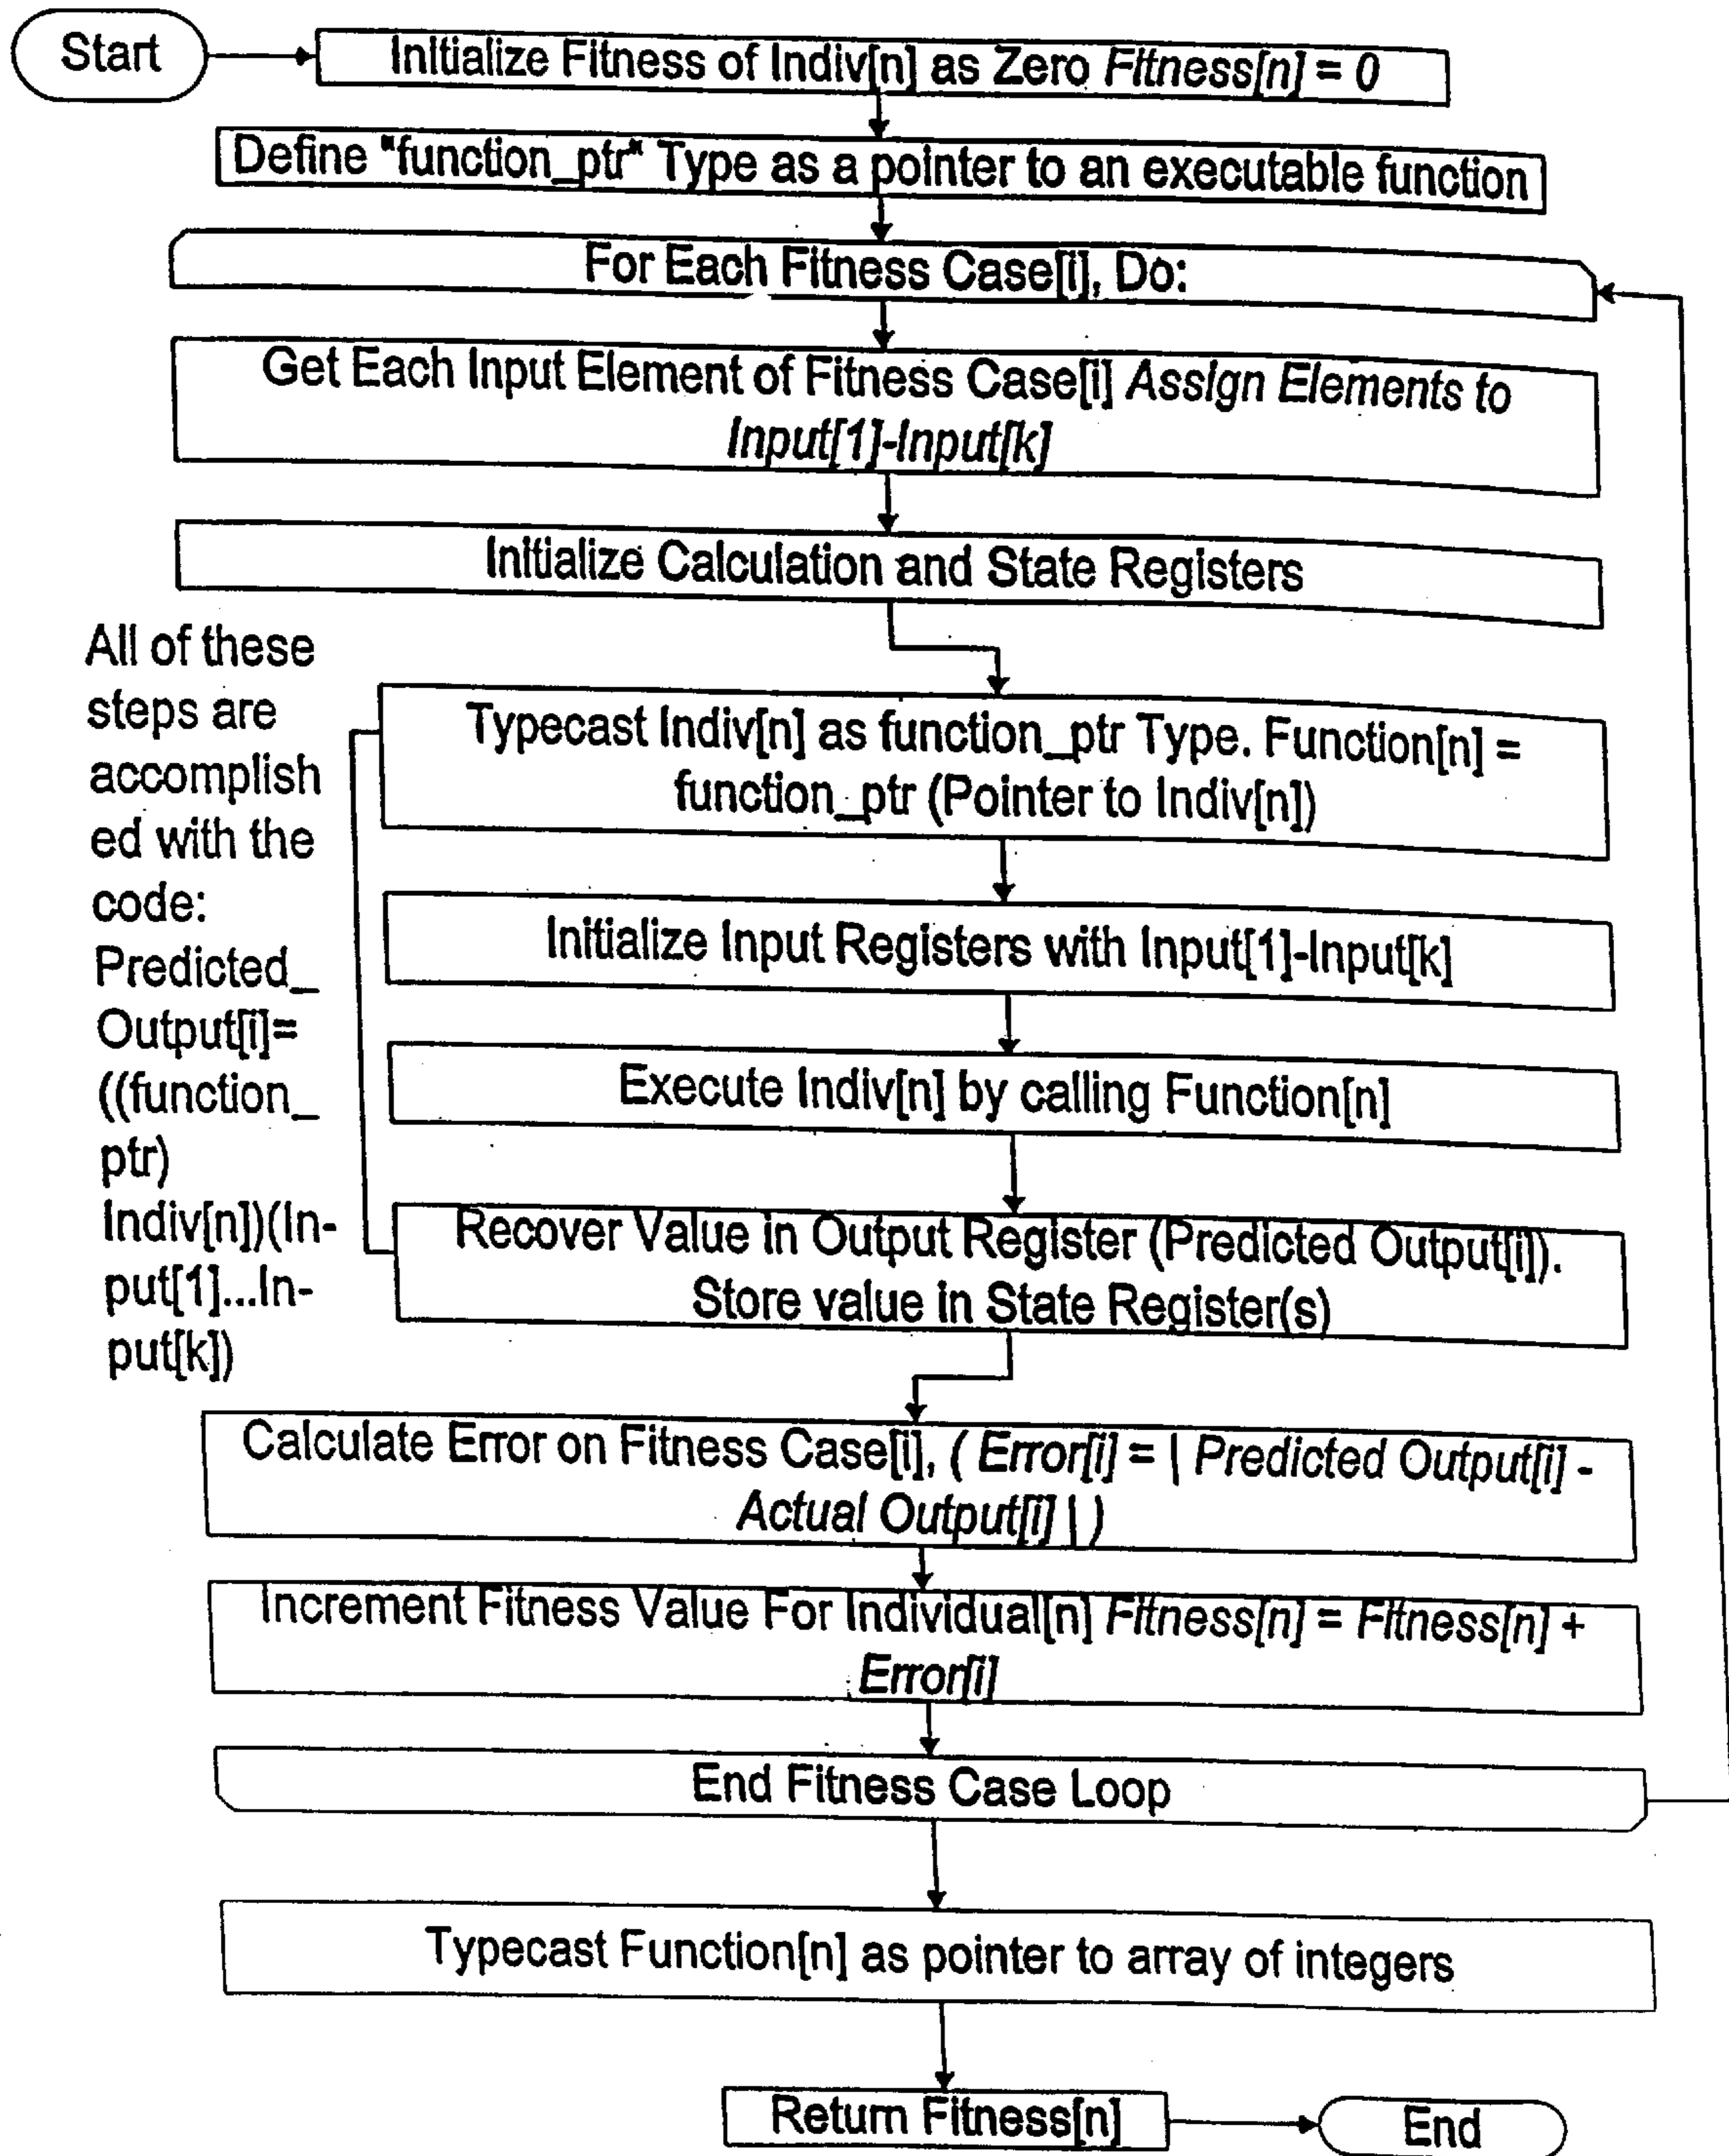 Start
Initialize Fitness of Indiv[n] as Zero Fitness[n] = 0
Define "function_ptr" Type as a pointer to an executable function
For Each Fitness Case[i], Do:
Get Each Input Element of Fitness Case[i] Assign Elements to
Input[1]-Input[k]
Initialize Calculation and State Registers
All of these
steps are
accomplish
ed with the
code:
Predicted_
Output[i]=
((function_
ptr)
Indiv[n])(In-
put[1]...In-
put[k])
Typecast Indiv[n] as function_ptr Type. Function[n] =
function_ptr (Pointer to Indiv[n])
Initialize Input Registers with Input[1]-Input[k]
Execute Indiv[n] by calling Function[n]
Recover Value in Output Register (Predicted Output[i]).
Store value in State Register(s)
Calculate Error on Fitness Case[i], ( Error[i] = | Predicted Output[i] -
Actual Output[i] | )
Increment Fitness Value For Individual[n] Fitness[n] = Fitness[n] +
Error[i]
End Fitness Case Loop
Typecast Function[n] as pointer to array of integers
Return Fitness[n]
End